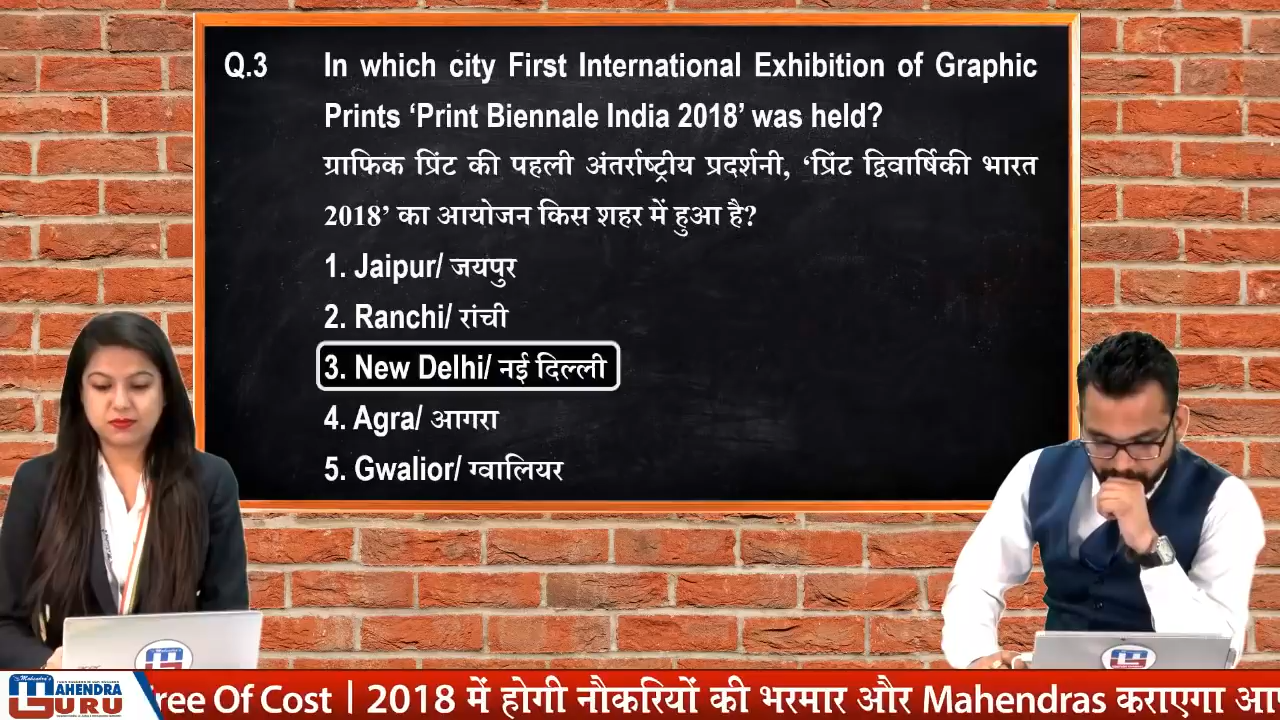 Q.3 In which city First International Exhibition of Graphic
Prints ‘Print Biennale India 2018’ was held?
ग्राफिक प्रिंट की पहली अंतर्राष्ट्रीय प्रदर्शनी, ‘प्रिंट द्विवार्षिकी भारत
2018’ का आयोजन किस शहर में हुआ है?
1. Jaipur/ जयपुर
2. Ranchi/ रांची
3. New Delhi/ नई दिल्ली
4. Agra/ आगरा
5. Gwalior/ ग्वालियर
Mahendra's
MAHENDRA
GURU
ree Of Cost | 2018 में होगी नौकरियों की भरमार और Mahendras कराएगा आ